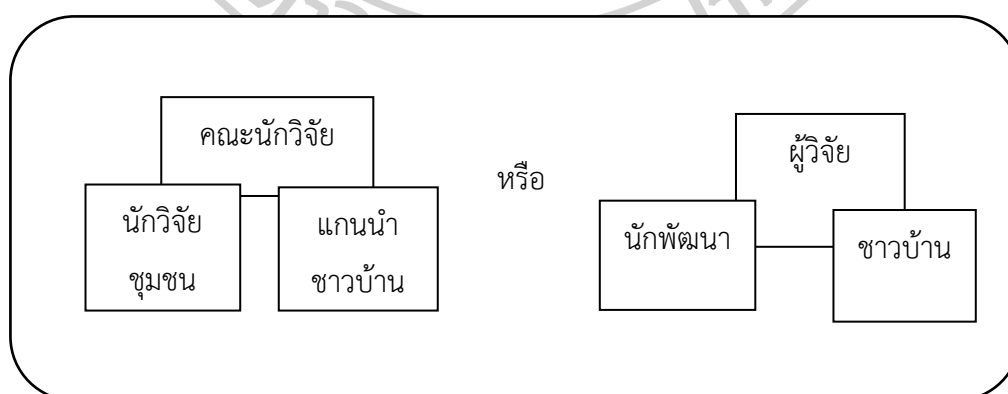 คณะนักวิจัย
นักวิจัย
ชุมชน
แกนนำ
ชาวบ้าน
หรือ
ผู้วิจัย
นักพัฒนา
ชาวบ้าน